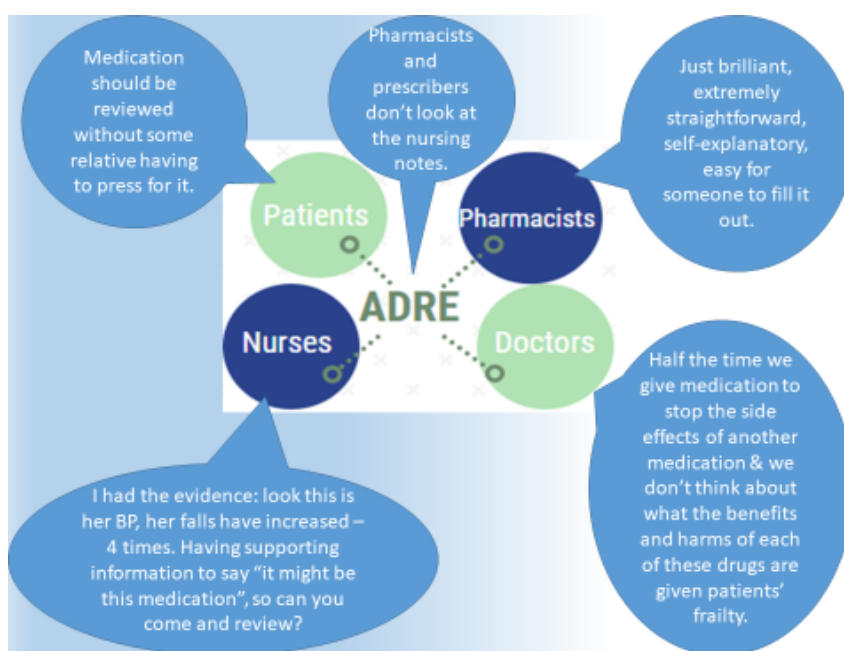 Medication
should be
reviewed
without some
relative having
to press for it.
Pharmacists
and
prescribers
don't look at
the nursing
notes.
Just brilliant,
extremely
straightforward,
self-explanatory,
easy for
someone to fill it
out.
Patients
Pharmacists
ADRE
Nurses
Doctors
I had the evidence: look this is
her BP, her falls have increased –
4 times. Having supporting
information to say "it might be
this medication", so can you
come and review?
Half the time we
give medication to
stop the side
effects of another
medication & we
don't think about
what the benefits
and harms of each
of these drugs are
given patients'
frailty.